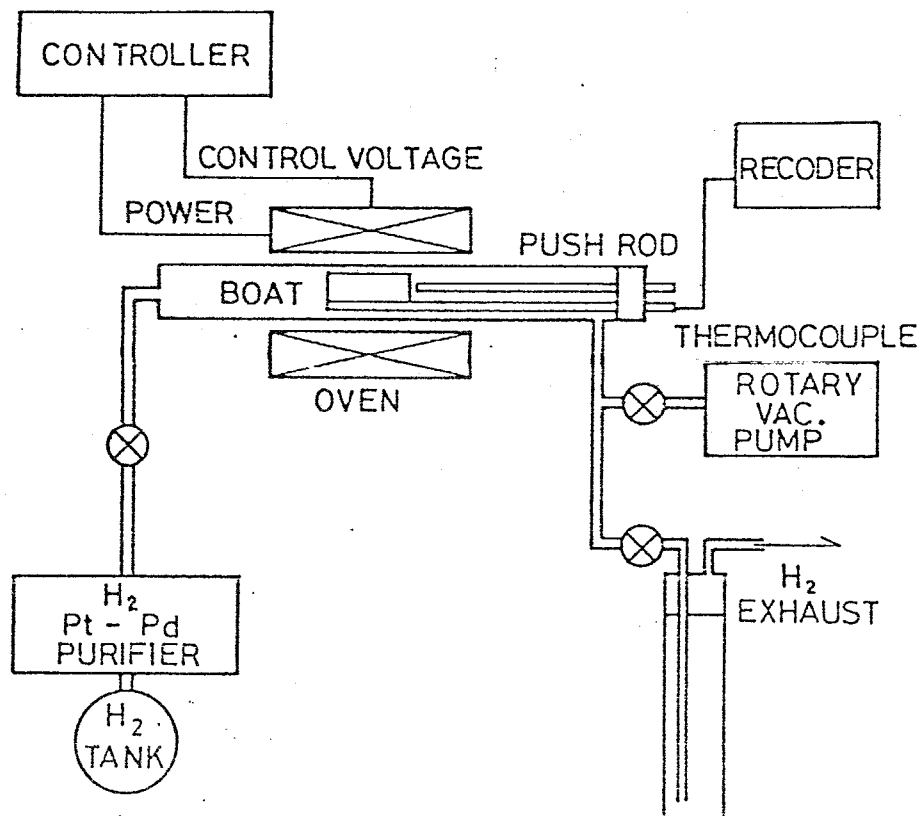 CONTROLLER
CONTROL VOLTAGE
POWER
RECODER
PUSH ROD
BOAT
THERMOCOUPLE
OVEN
ROTARY
VAC.
PUMP
H₂
Pt - Pd
PURIFIER
H₂
TANK
H₂
EXHAUST